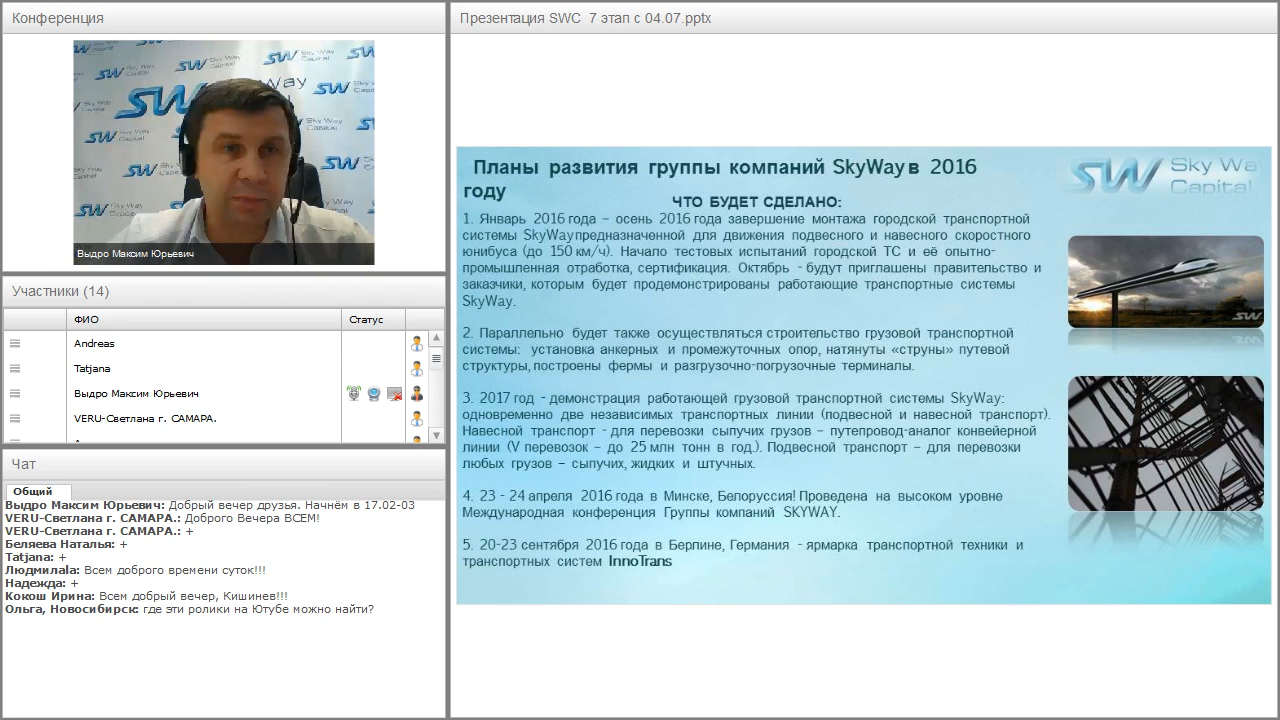 Конференция
Sky Way
Capital
SW
Выдро Максим Юрьевич
Участники (14)
ФИО
Статус
Andreas
Tatjana
Выдро Максим Юрьевич
VERU-Светлана г. САМАРА.
Чат
Общий
Выдро Максим Юрьевич: Добрый вечер друзья. Начнём в 17.02-03
VERU-Светлана г. САМАРА.: Доброго Вечера ВСЕМ!
VERU-Светлана г. САМАРА.: +
Беляева Наталья: +
Tatjana: +
Людмилаla: Всем доброго времени суток!!!
Надежда: +
Кокош Ирина: Всем добрый вечер, Кишинев!!!
Ольга, Новосибирск: где эти ролики на Ютубе можно найти?
Презентация SWC 7 этап с 04.07.pptx
Планы развития группы компаний SkyWay в 2016
году
ЧТО БУДЕТ СДЕЛАНО:
1. Январь 2016 года – осень 2016 года завершение монтажа городской транспортной
системы SkyWay предназначенной для движения подвесного и навесного скоростного
юнибуса (до 150 км/ч). Начало тестовых испытаний городской ТС и её опытно-
промышленная отработка, сертификация. Октябрь - будут приглашены правительство и
заказчики, которым будет продемонстрированы работающие транспортные системы
SkyWay.
2. Параллельно будет также осуществляться строительство грузовой транспортной
системы: установка анкерных и промежуточных опор, натянуты «струны» путевой
структуры, построены фермы и разгрузочно-погрузочные терминалы.
3. 2017 год - демонстрация работающей грузовой транспортной системы SkyWay:
одновременно две независимых транспортных линии (подвесной и навесной транспорт).
Навесной транспорт - для перевозки сыпучих грузов – путепровод-аналог конвейерной
линии (V перевозок – до 25 млн тонн в год.). Подвесной транспорт – для перевозки
любых грузов – сыпучих, жидких и штучных.
4. 23 - 24 апреля 2016 года в Минске, Белоруссия! Проведена на высоком уровне
Международная конференция Группы компаний SKYWAY.
5. 20-23 сентября 2016 года в Берлине, Германия - ярмарка транспортной техники и
транспортных систем InnoTrans
SW Sky Wa
Capital
SW